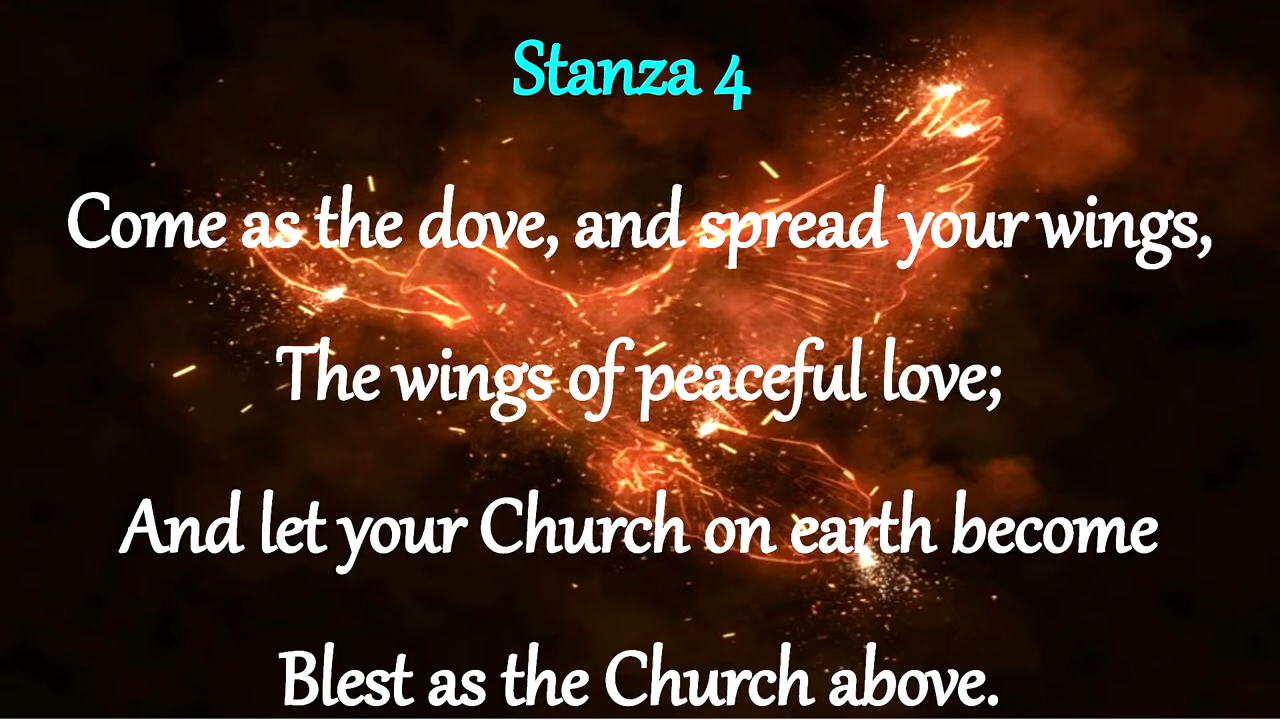 Stanza 4
Come as the dove, and spread your wings,
The wings of peaceful love;
And let your Church on earth become
Blest as the Church above.